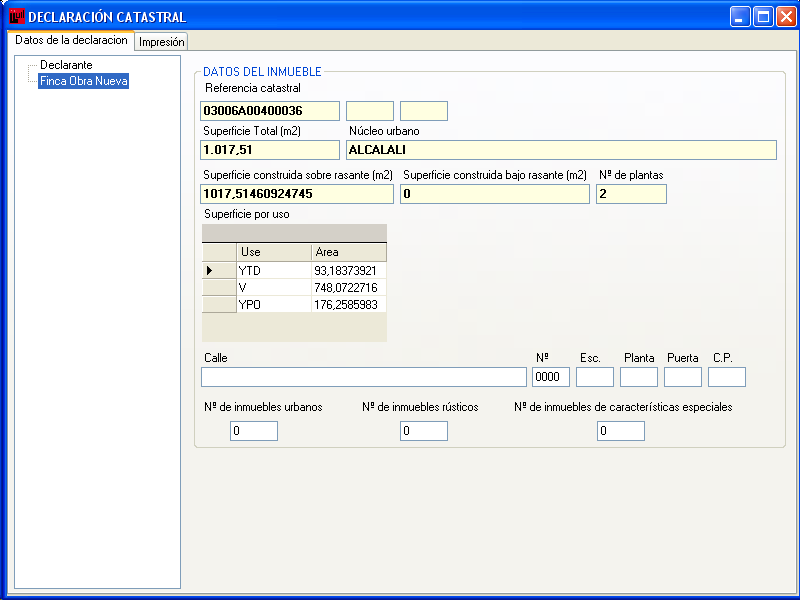 DECLARACIÓN CATASTRAL
Datos de la declaracion Impresión
Declarante
Finca Obra Nueva
DATOS DEL INMUEBLE
Referencia catastral
03006A00400036
Superficie Total (m2) Núcleo urbano
1.017,51 ALCALALI
Superficie construida sobre rasante (m2) Superficie construida bajo rasante (m2) Nº de plantas
1017,51460924745 0 2
Superficie por uso
Use Area
YTD 93,18373921
V 748,0722716
YPO 176,2585983
Calle Nº Esc. Planta Puerta C.P.
0000
Nº de inmuebles urbanos Nº de inmuebles rústicos Nº de inmuebles de características especiales
0 0 0